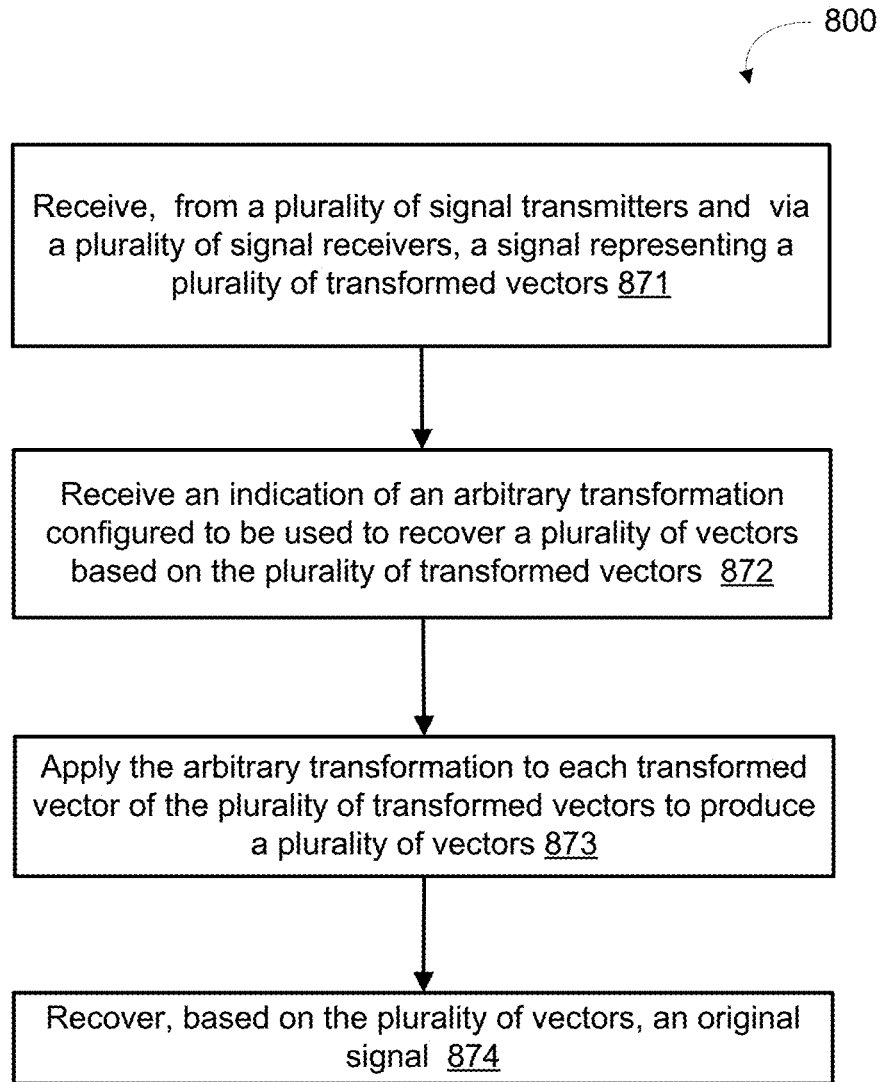 800
Receive, from a plurality of signal transmitters and via
a plurality of signal receivers, a signal representing a
plurality of transformed vectors 871
Receive an indication of an arbitrary transformation
configured to be used to recover a plurality of vectors
based on the plurality of transformed vectors 872
Apply the arbitrary transformation to each transformed
vector of the plurality of transformed vectors to produce
a plurality of vectors 873
Recover, based on the plurality of vectors, an original
signal 874